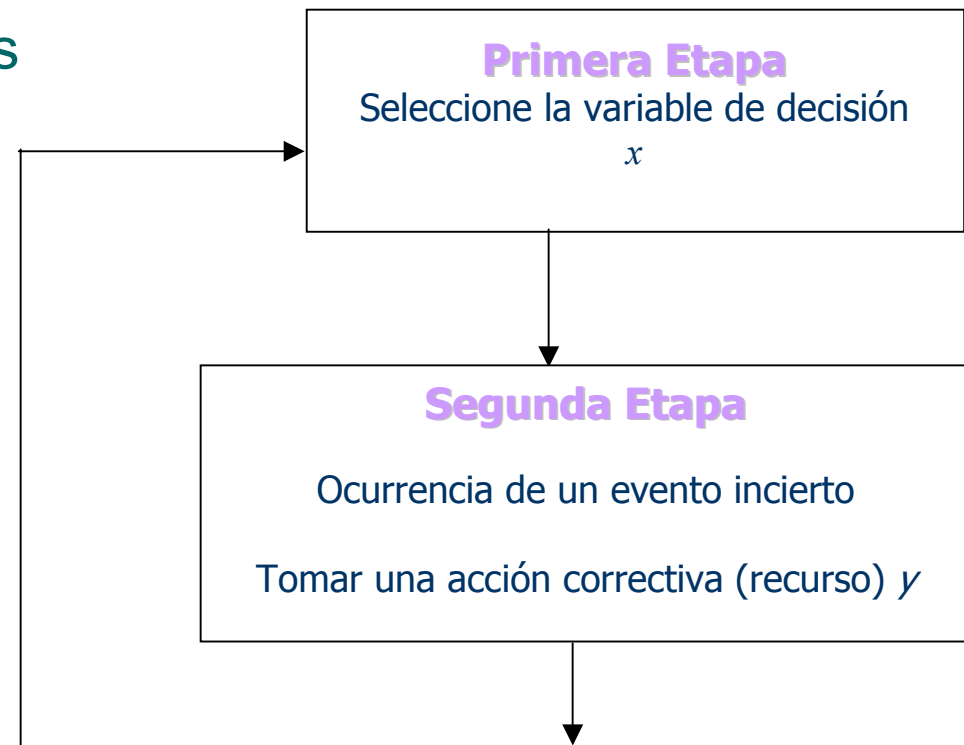 s
Primera Etapa
Seleccione la variable de decisión
x
Segunda Etapa
Ocurrencia de un evento incierto
Tomar una acción correctiva (recurso) y